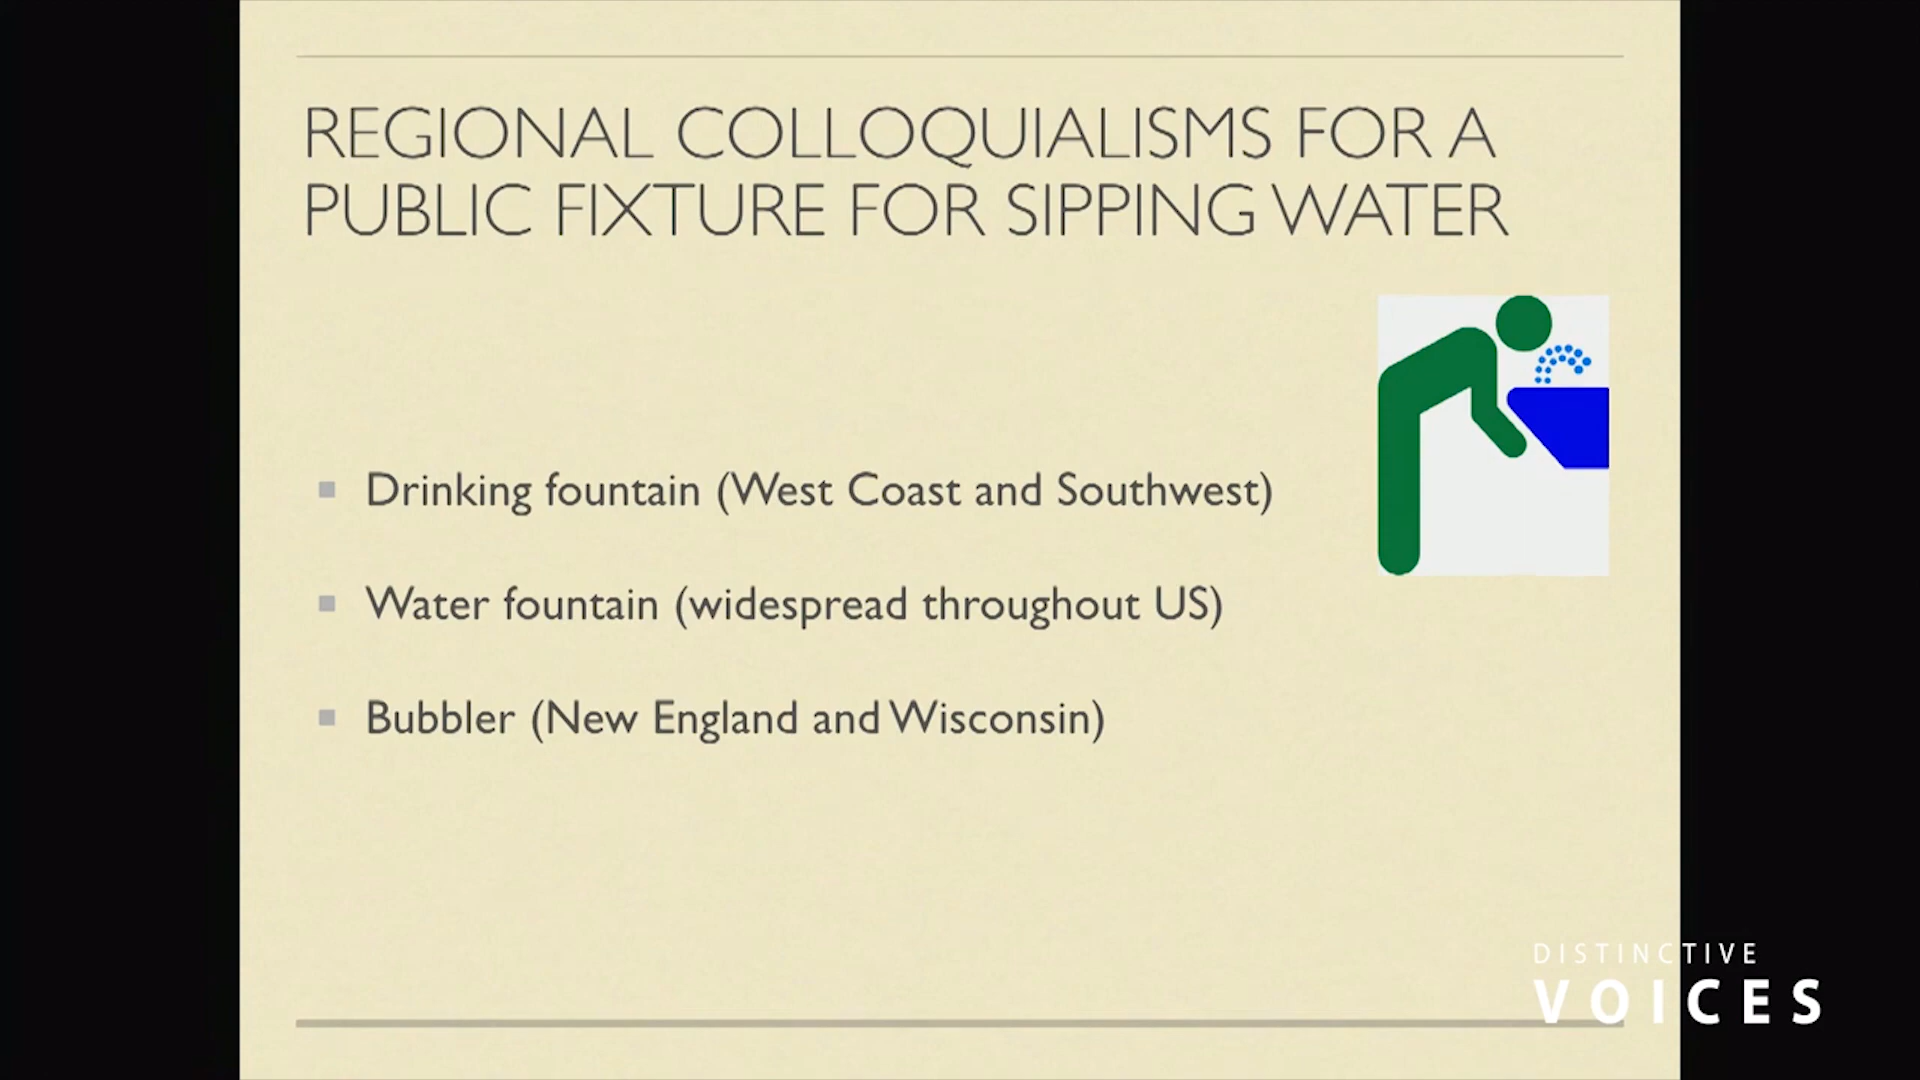 REGIONAL COLLOQUIALISMS FOR A
PUBLIC FIXTURE FOR SIPPING WATER
Drinking fountain (West Coast and Southwest)
Water fountain (widespread throughout US)
Bubbler (New England and Wisconsin)
DISTINCTIVE
VOICES